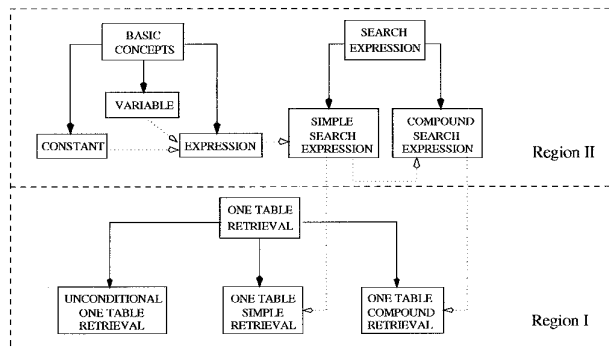 BASIC
CONCEPTS
SEARCH
EXPRESSION
VARIABLE
CONSTANT
EXPRESSION
SIMPLE
SEARCH
EXPRESSION
COMPOUND
SEARCH
EXPRESSION
Region II
ONE TABLE
RETRIEVAL
UNCONDITIONAL
ONE TABLE
RETRIEVAL
ONE TABLE
SIMPLE
RETRIEVAL
ONE TABLE
COMPOUND
RETRIEVAL
Region I